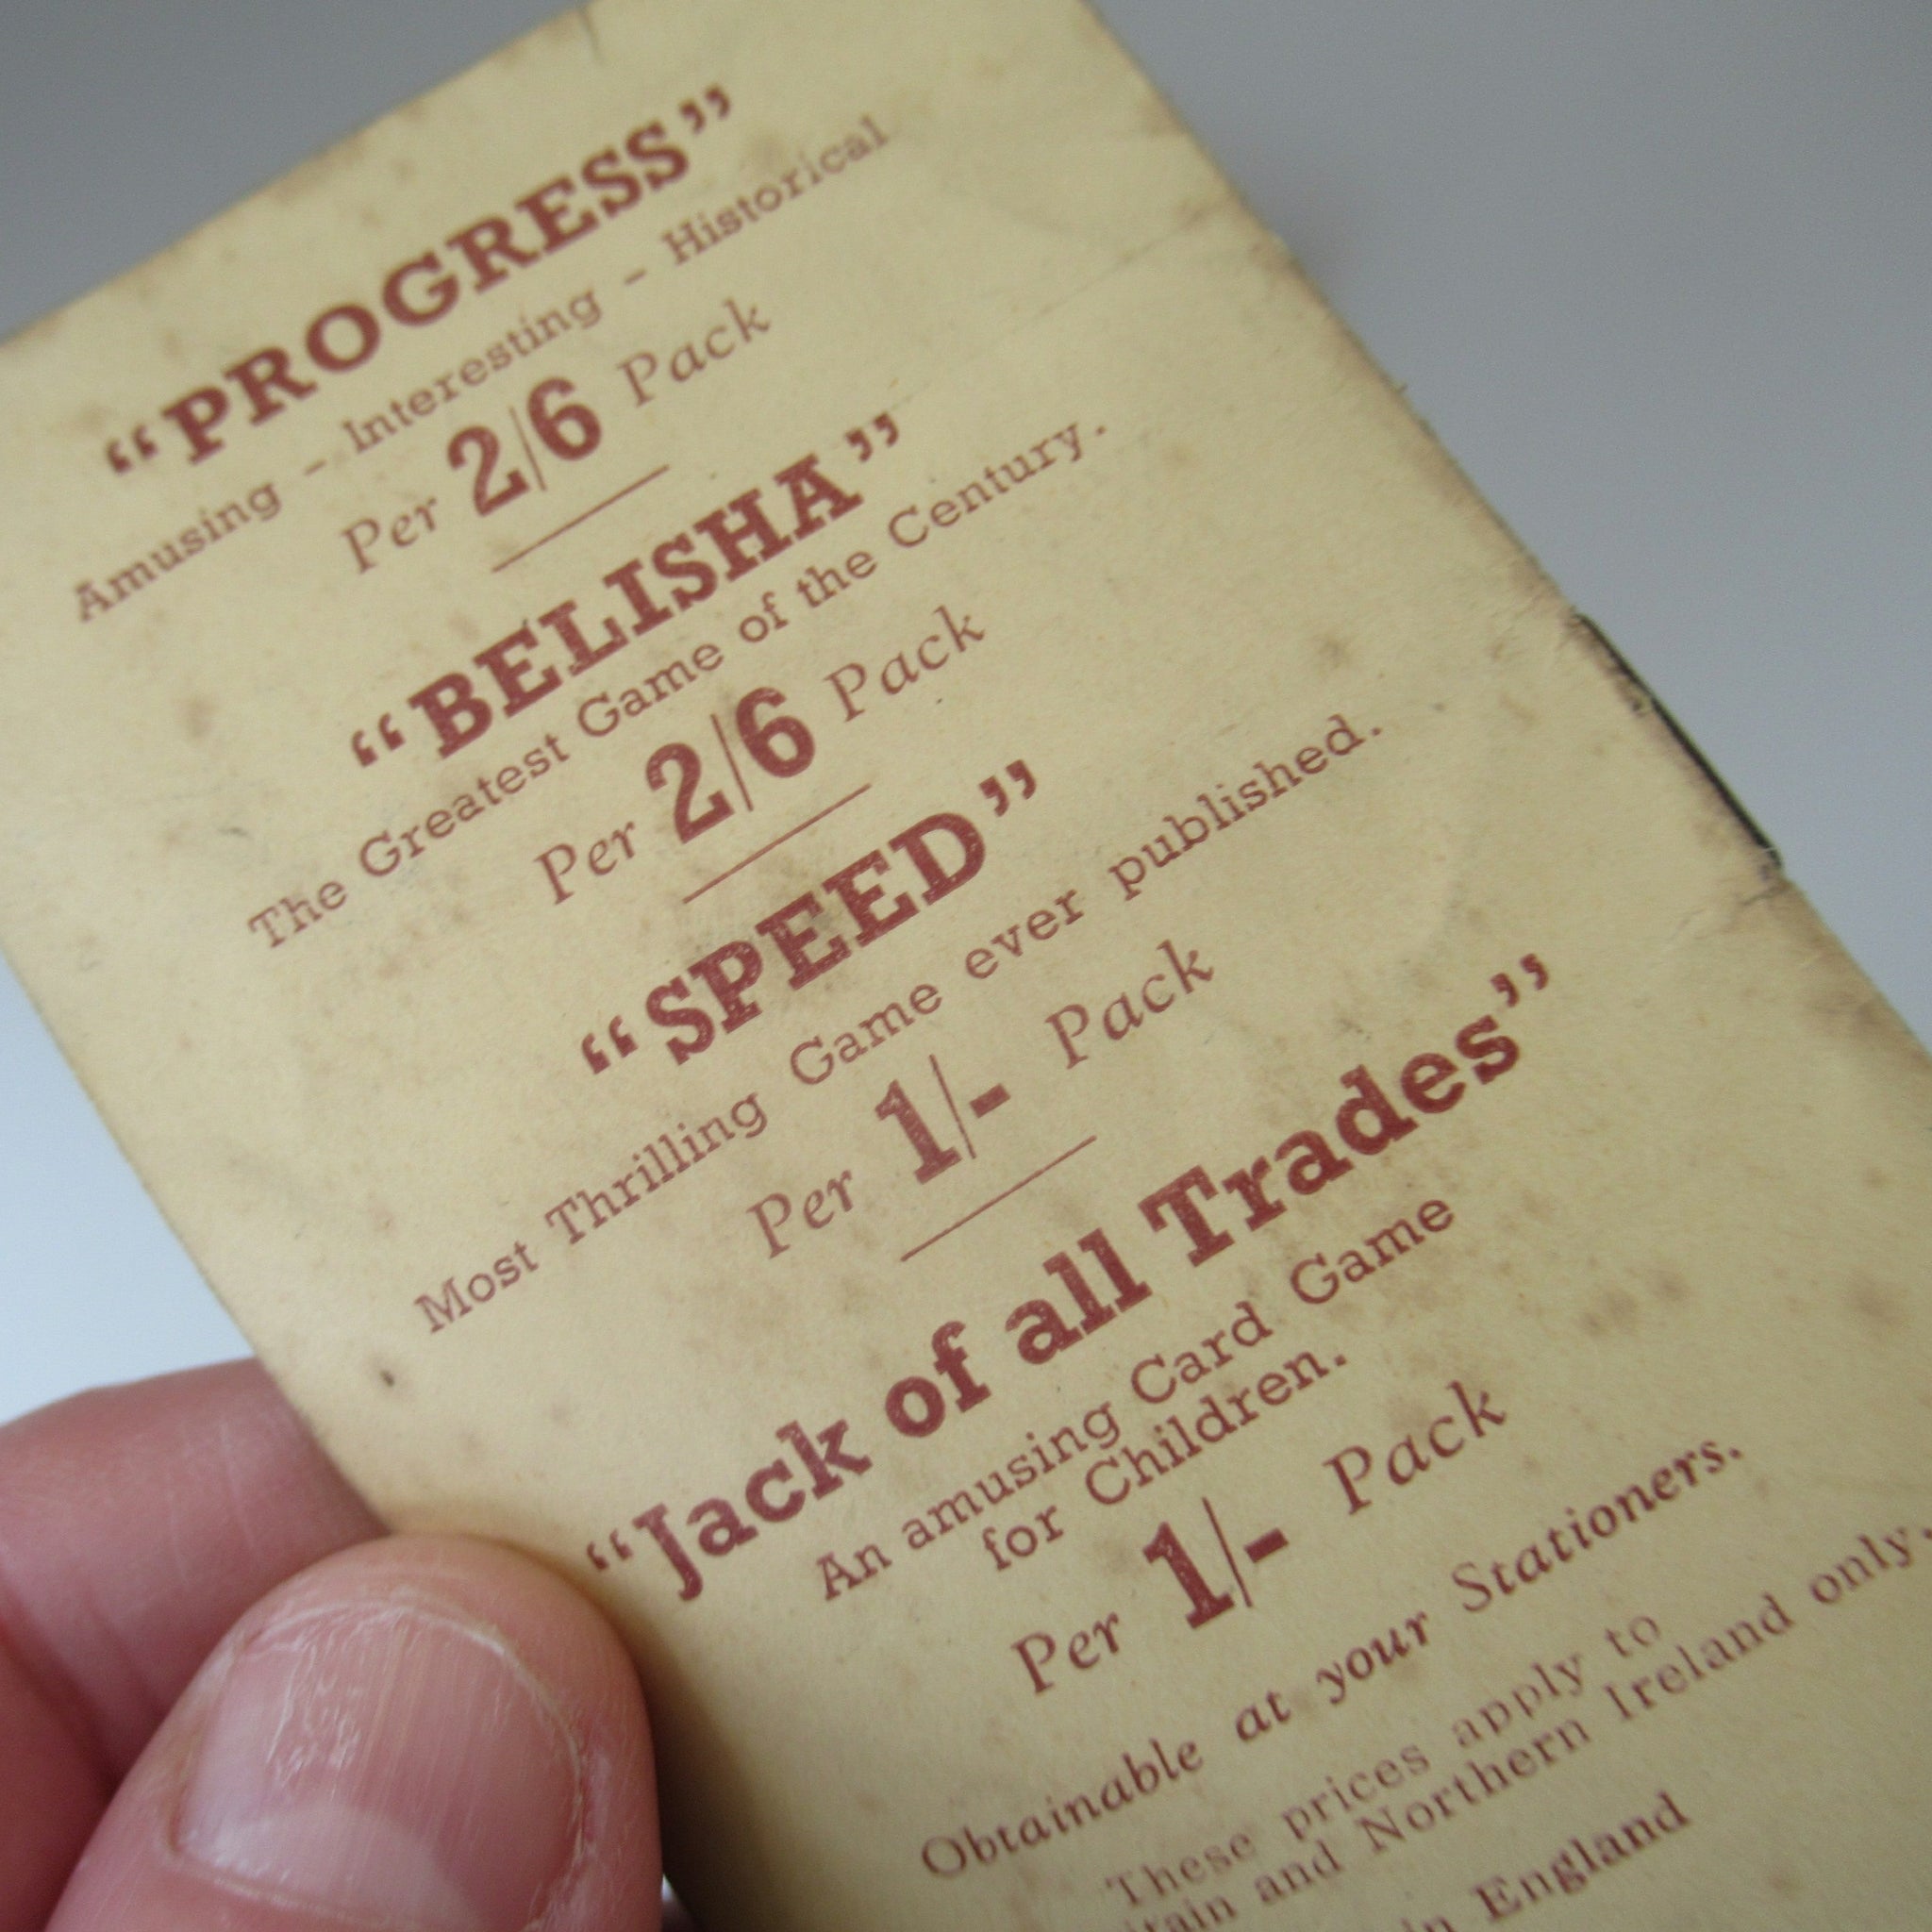 “PROGRESS”
Amusing - Interesting - Historical
Per 2/6 Pack
“BELISHA”
The Greatest Game of the Century.
Per 2/6 Pack
“SPEED”
Most Thrilling Game ever published.
Per 1/- Pack
“Jack of all Trades”
An amusing Card Game
for Children.
Per 1/- Pack
Obtainable at your Stationers.
These prices apply to
and Northern Ireland only.
in England